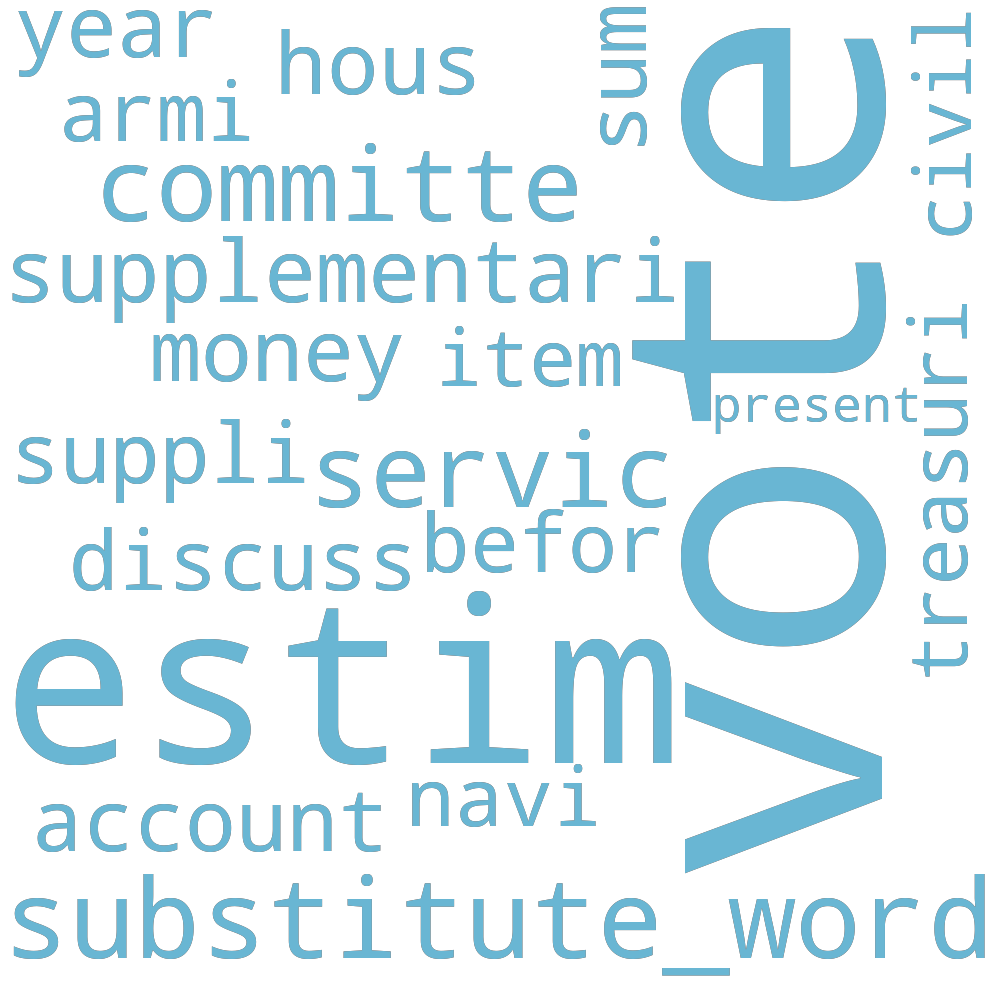 year
hous
sum
civil
armi
committe
vote
supplementari
money
item
treasuri
present
suppli
servic
discuss
befor
estim
account
navi
substitute_word